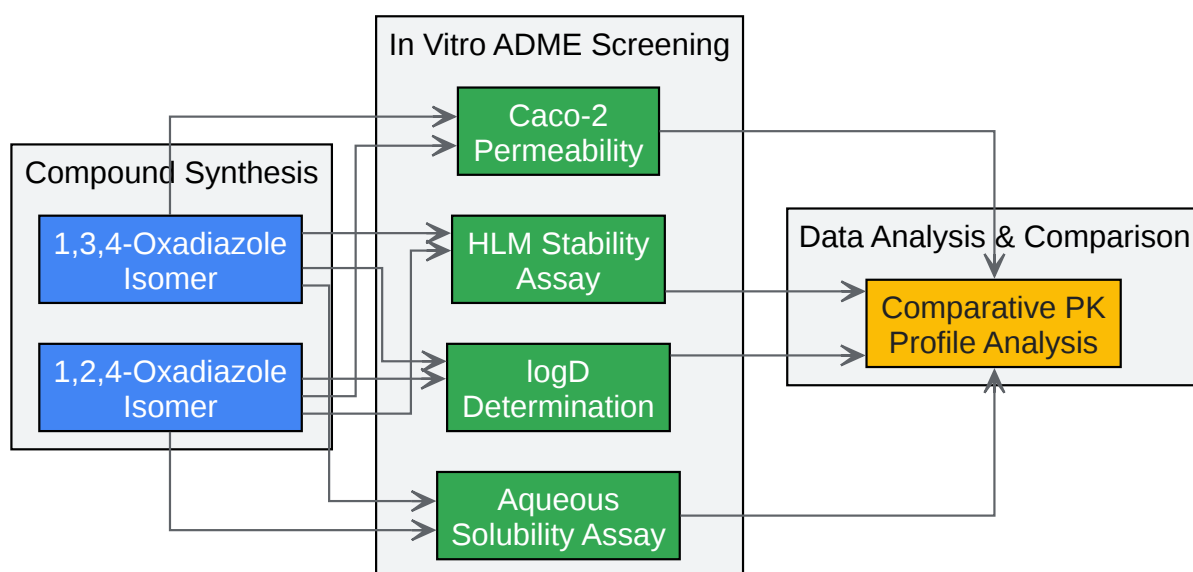 Compound Synthesis
1,3,4-Oxadiazole
Isomer
1,2,4-Oxadiazole
Isomer
In Vitro ADME Screening
Caco-2
Permeability
HLM Stability
Assay
logD
Determination
Aqueous
Solubility Assay
Data Analysis & Comparison
Comparative PK
Profile Analysis